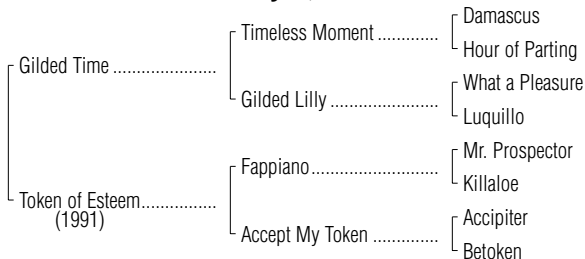 Damascus
Timeless Moment .............
Hour of Parting
Gilded Time ......................
What a Pleasure
Gilded Lilly .......................
Luquillo
Mr. Prospector
Fappiano...........................
Killaloe
Token of Esteem................
(1991)
Accipiter
Accept My Token ..............
Betoken